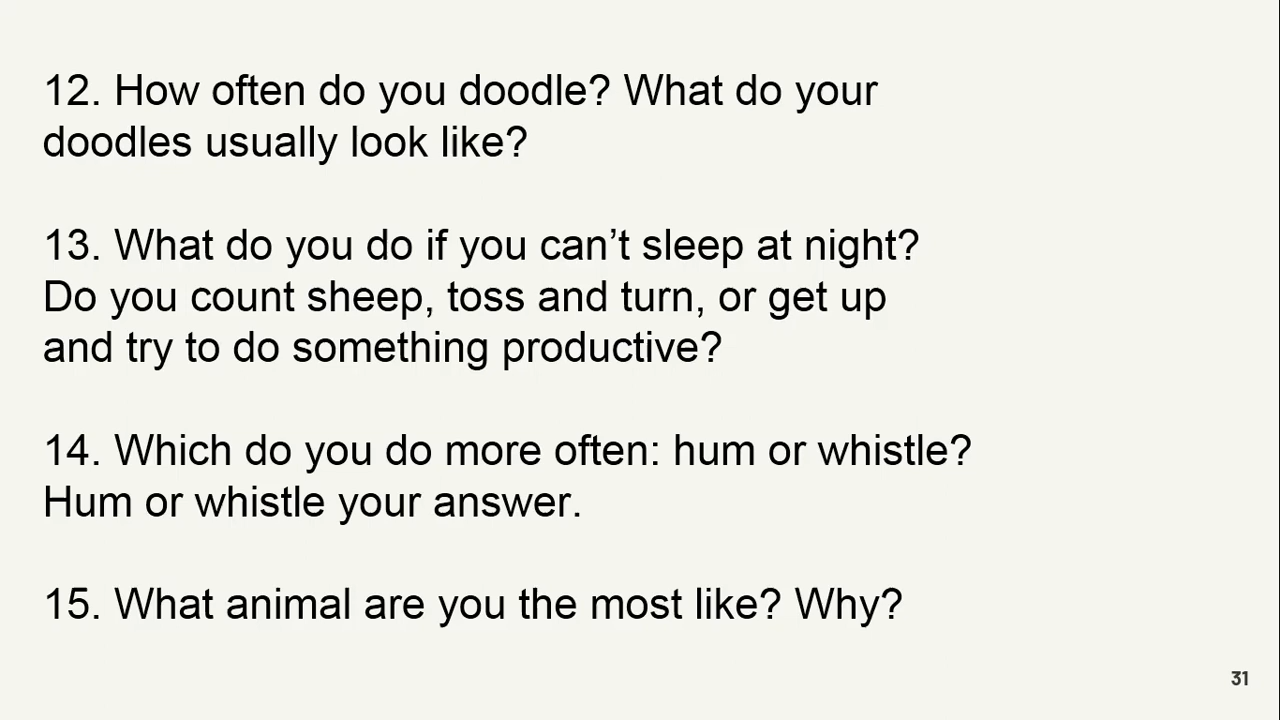 12. How often do you doodle? What do your
doodles usually look like?
13. What do you do if you can’t sleep at night?
Do you count sheep, toss and turn, or get up
and try to do something productive?
14. Which do you do more often: hum or whistle?
Hum or whistle your answer.
15. What animal are you the most like? Why?
31